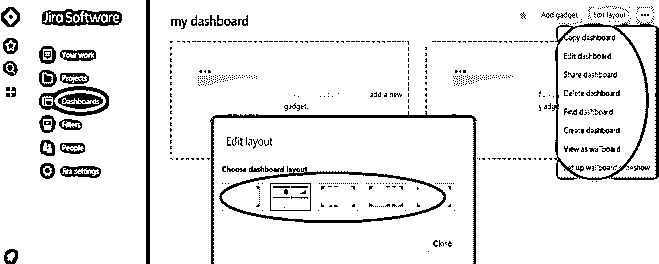 Jira Software
my dashboard
Add gadget
Edit layout
Your work
Projects
Dashboards
Filters
People
Jira settings
add a new
gadget.
Copy dashboard
Edit dashboard
Share dashboard
Delete dashboard
Find dashboard
Create dashboard
View as wallboard
Set up wallboard slideshow
Edit layout
Choose dashboard layout
Close